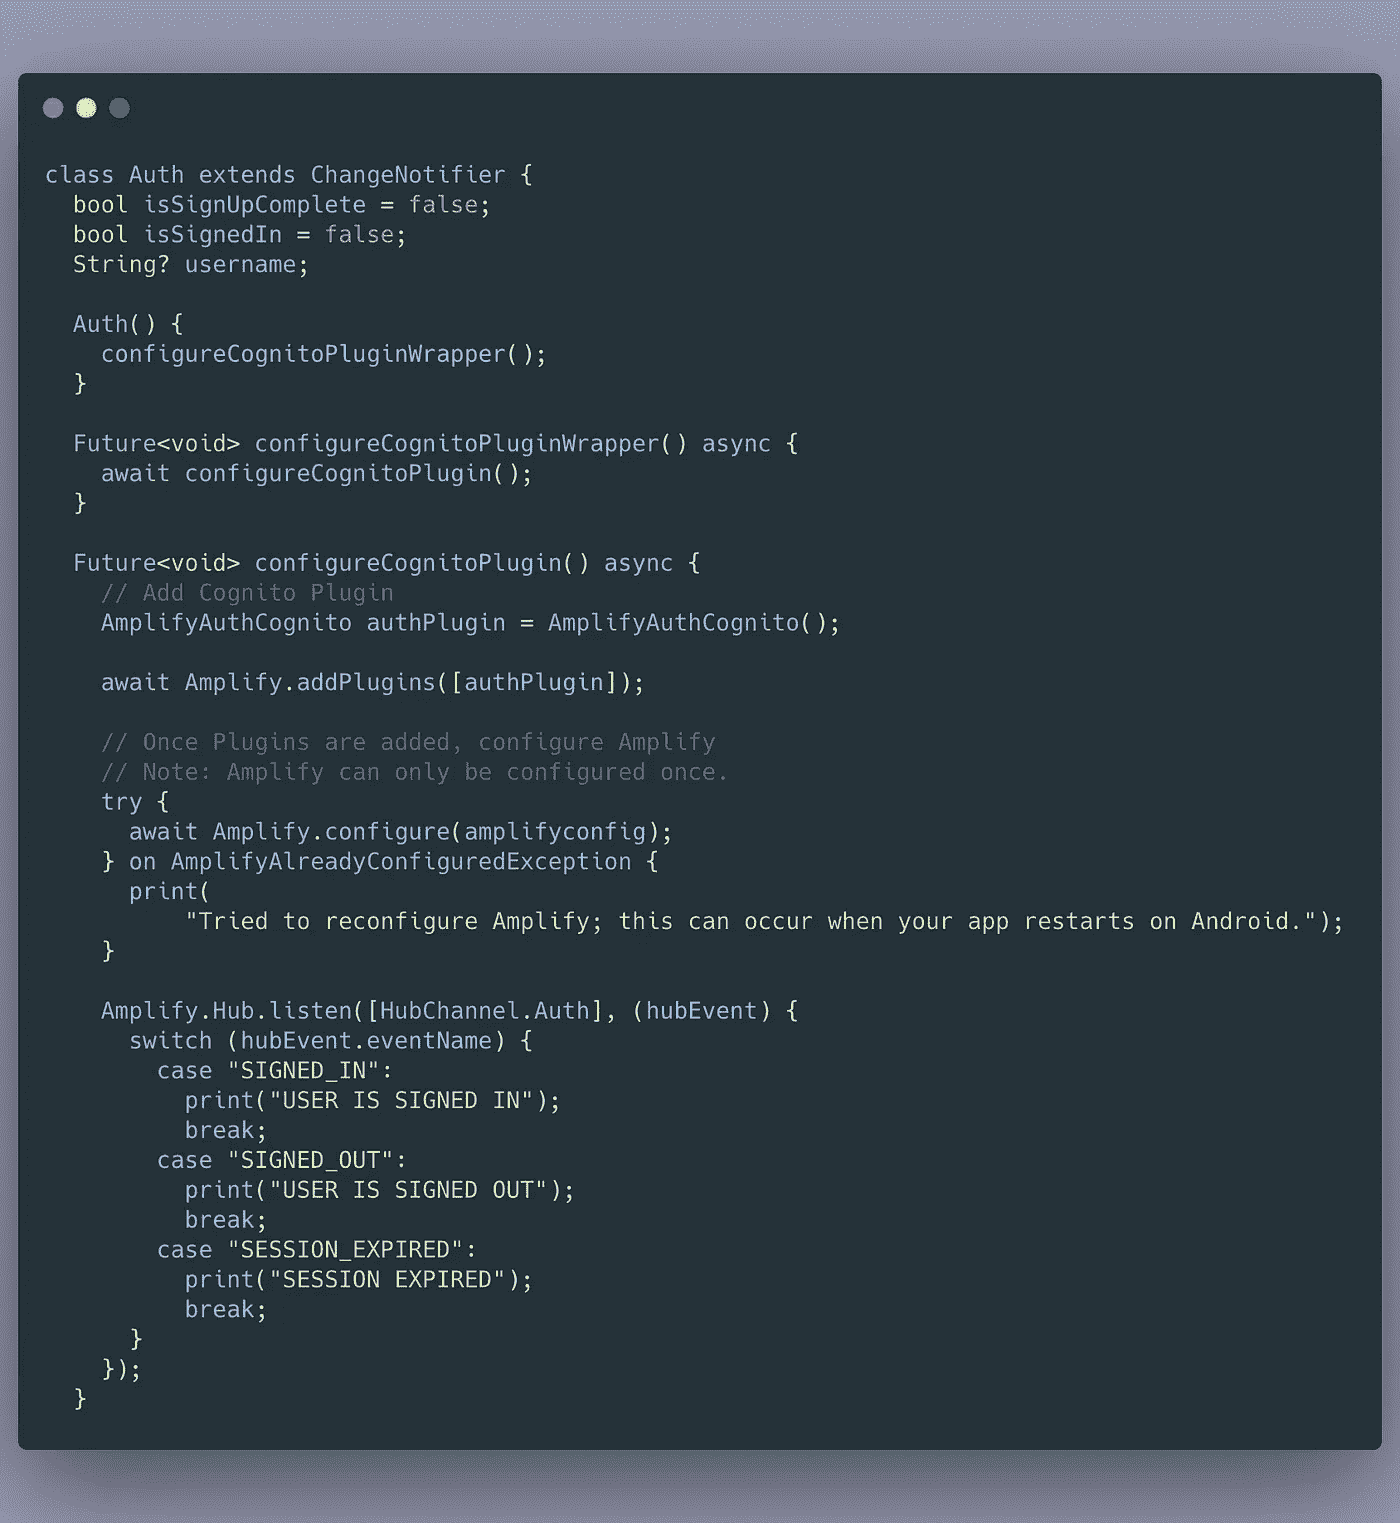 class Auth extends ChangeNotifier {
  bool isSignUpComplete = false;
  bool isSignedIn = false;
  String? username;

  Auth() {
    configureCognitoPluginWrapper();
  }

  Future<void> configureCognitoPluginWrapper() async {
    await configureCognitoPlugin();
  }

  Future<void> configureCognitoPlugin() async {
    // Add Cognito Plugin
    AmplifyAuthCognito authPlugin = AmplifyAuthCognito();

    await Amplify.addPlugins([authPlugin]);

    // Once Plugins are added, configure Amplify
    // Note: Amplify can only be configured once.
    try {
      await Amplify.configure(amplifyconfig);
    } on AmplifyAlreadyConfiguredException {
      print(
          "Tried to reconfigure Amplify; this can occur when your app restarts on Android.");
    }

    Amplify.Hub.listen([HubChannel.Auth], (hubEvent) {
      switch (hubEvent.eventName) {
        case "SIGNED_IN":
          print("USER IS SIGNED IN");
          break;
        case "SIGNED_OUT":
          print("USER IS SIGNED OUT");
          break;
        case "SESSION_EXPIRED":
          print("SESSION EXPIRED");
          break;
      }
    });
  }